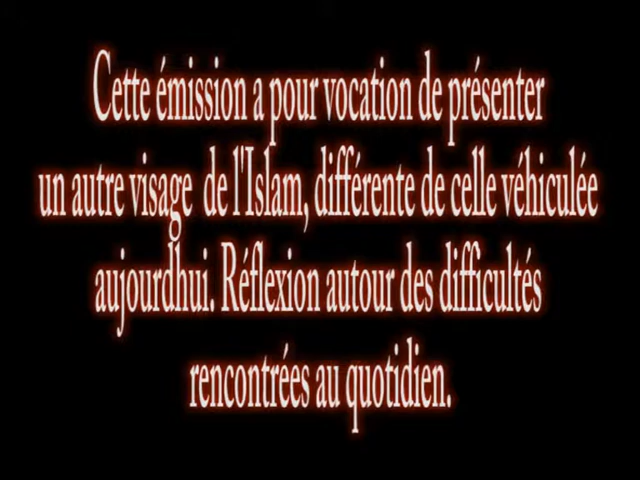 Cette émission a pour vocation de présenter
un autre visage de l'Islam, différente de celle véhiculée
aujourdhui. Réflexion autour des difficultés
rencontrées au quotidien.